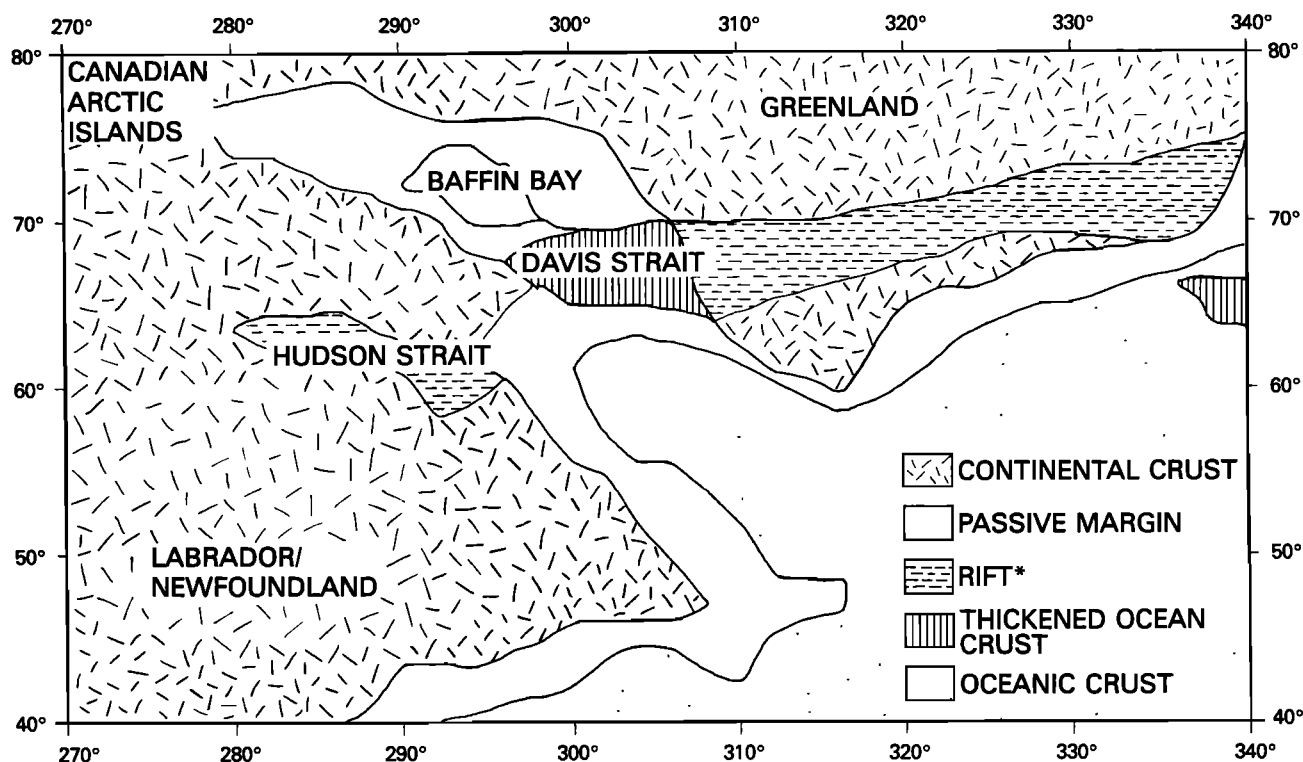 270° 280° 290° 300° 310° 320° 330° 340°
80° 80°
CANADIAN
ARCTIC
ISLANDS
GREENLAND
BAFFIN BAY
70° 70°
DAVIS STRAIT
HUDSON STRAIT
60° 60°
CONTINENTAL CRUST
PASSIVE MARGIN
50° 50°
LABRADOR/
NEWFOUNDLAND
RIFT*
THICKENED OCEAN
CRUST
OCEANIC CRUST
40° 40°
270° 280° 290° 300° 310° 320° 330° 340°